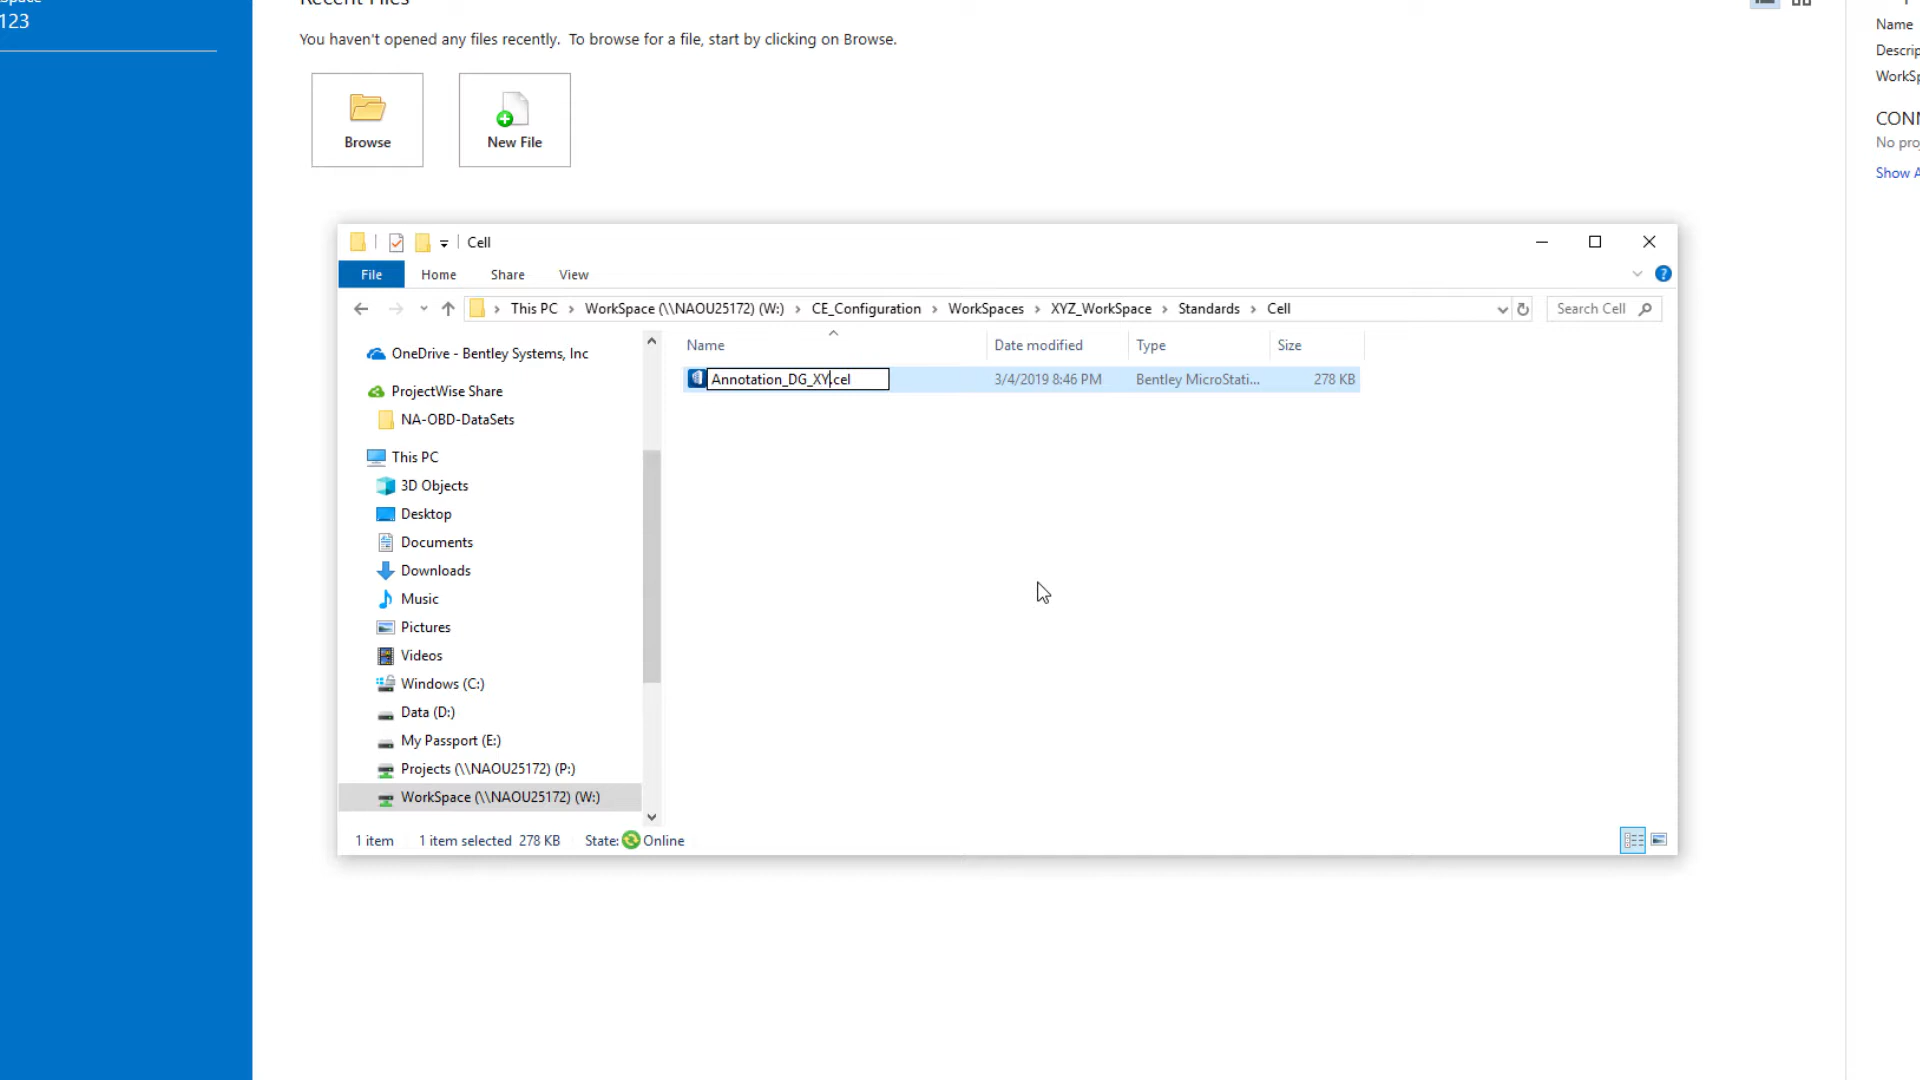 123
You haven't opened any files recently. To browse for a file, start by clicking on Browse.
Browse
New File
Name
WorkSp
CONN
No proj
Show A
Cell
File Home Share View
This PC WorkSpace (\\NAOU25172) (W:) CE_Configuration WorkSpaces XYZ_WorkSpace Standards Cell
Search Cell
Name Date modified Type Size
Annotation_DG_XY.cel 3/4/2019 8:46 PM Bentley MicroStati... 278 KB
OneDrive - Bentley Systems, Inc
ProjectWise Share
NA-OBD-DataSets
This PC
3D Objects
Desktop
Documents
Downloads
Music
Pictures
Videos
Windows (C:)
Data (D:)
My Passport (E:)
Projects (\\NAOU25172) (P:)
WorkSpace (\\NAOU25172) (W:)
1 item 1 item selected 278 KB State: Online